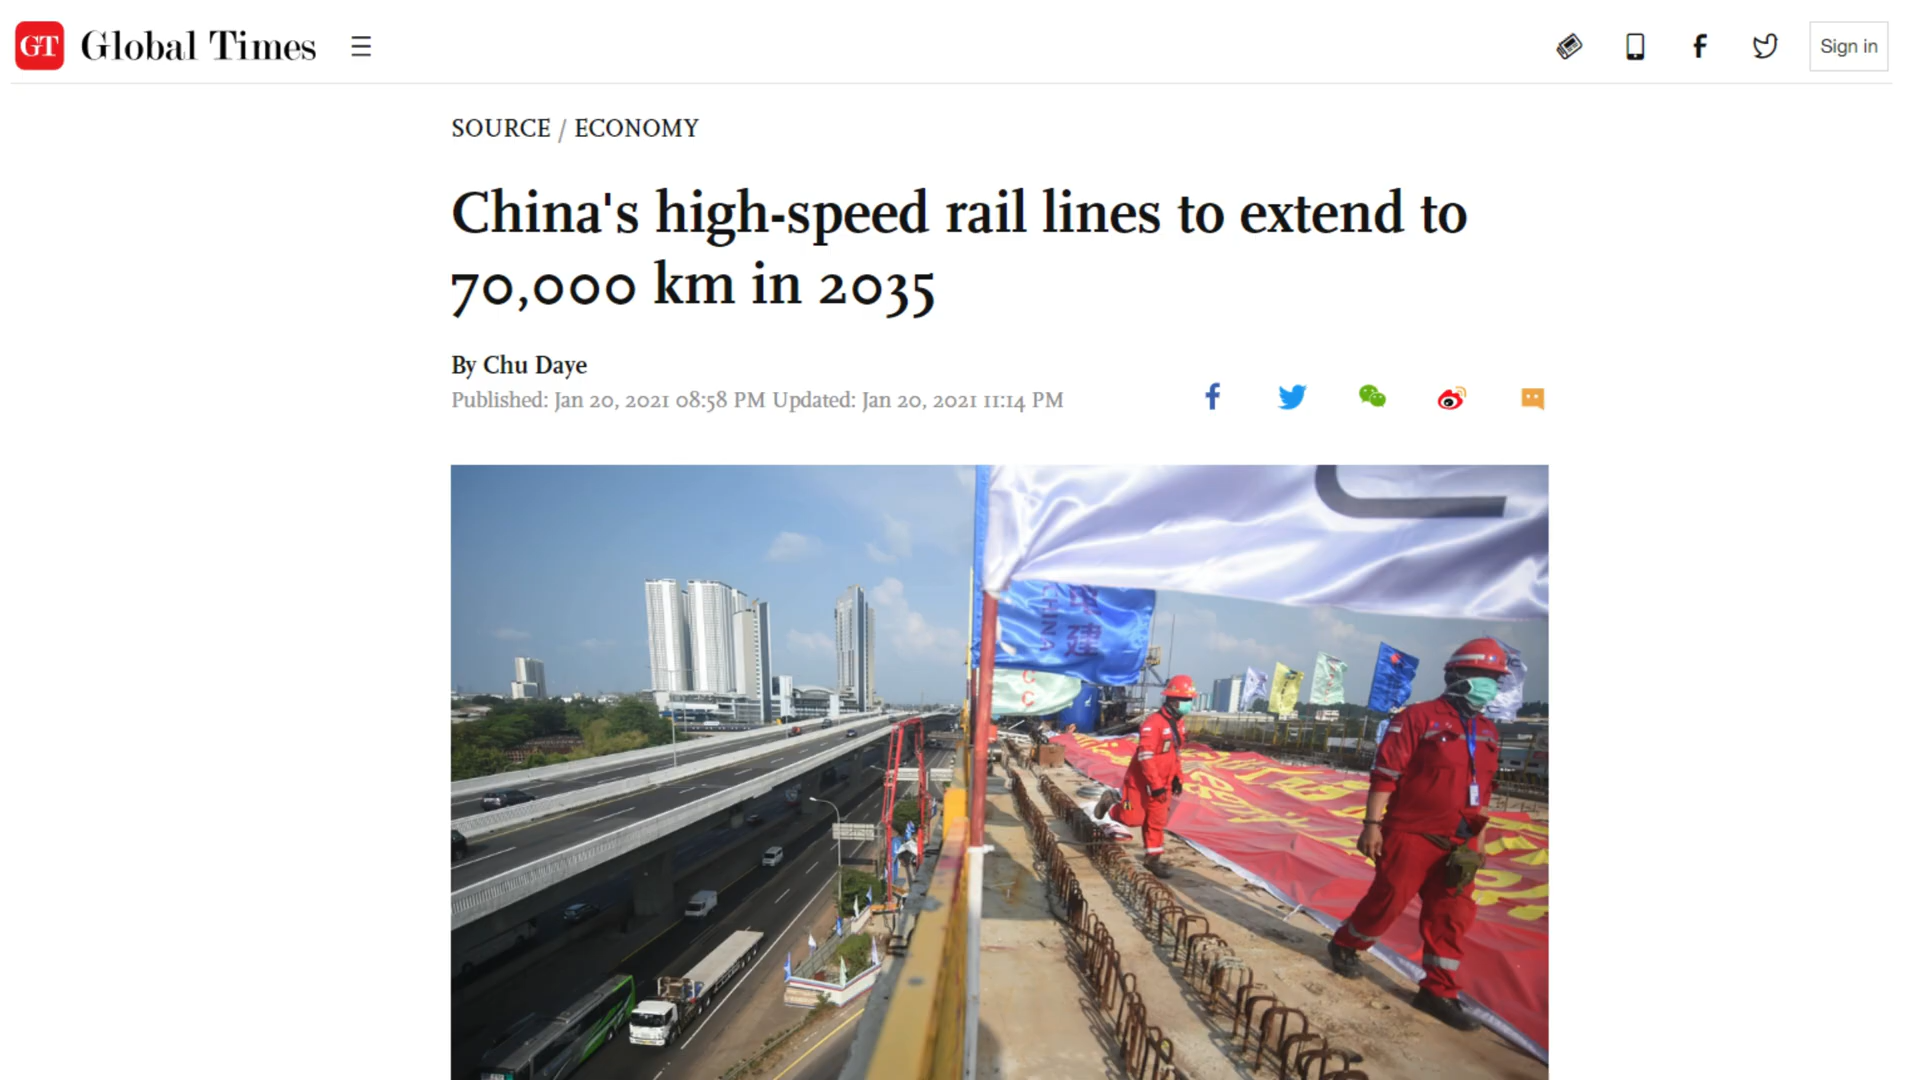 GT Global Times
Sign in
SOURCE / ECONOMY
China's high-speed rail lines to extend to
70,000 km in 2035
By Chu Daye
Published: Jan 20, 2021 08:58 PM Updated: Jan 20, 2021 11:14 PM
CHINA
建
C
C